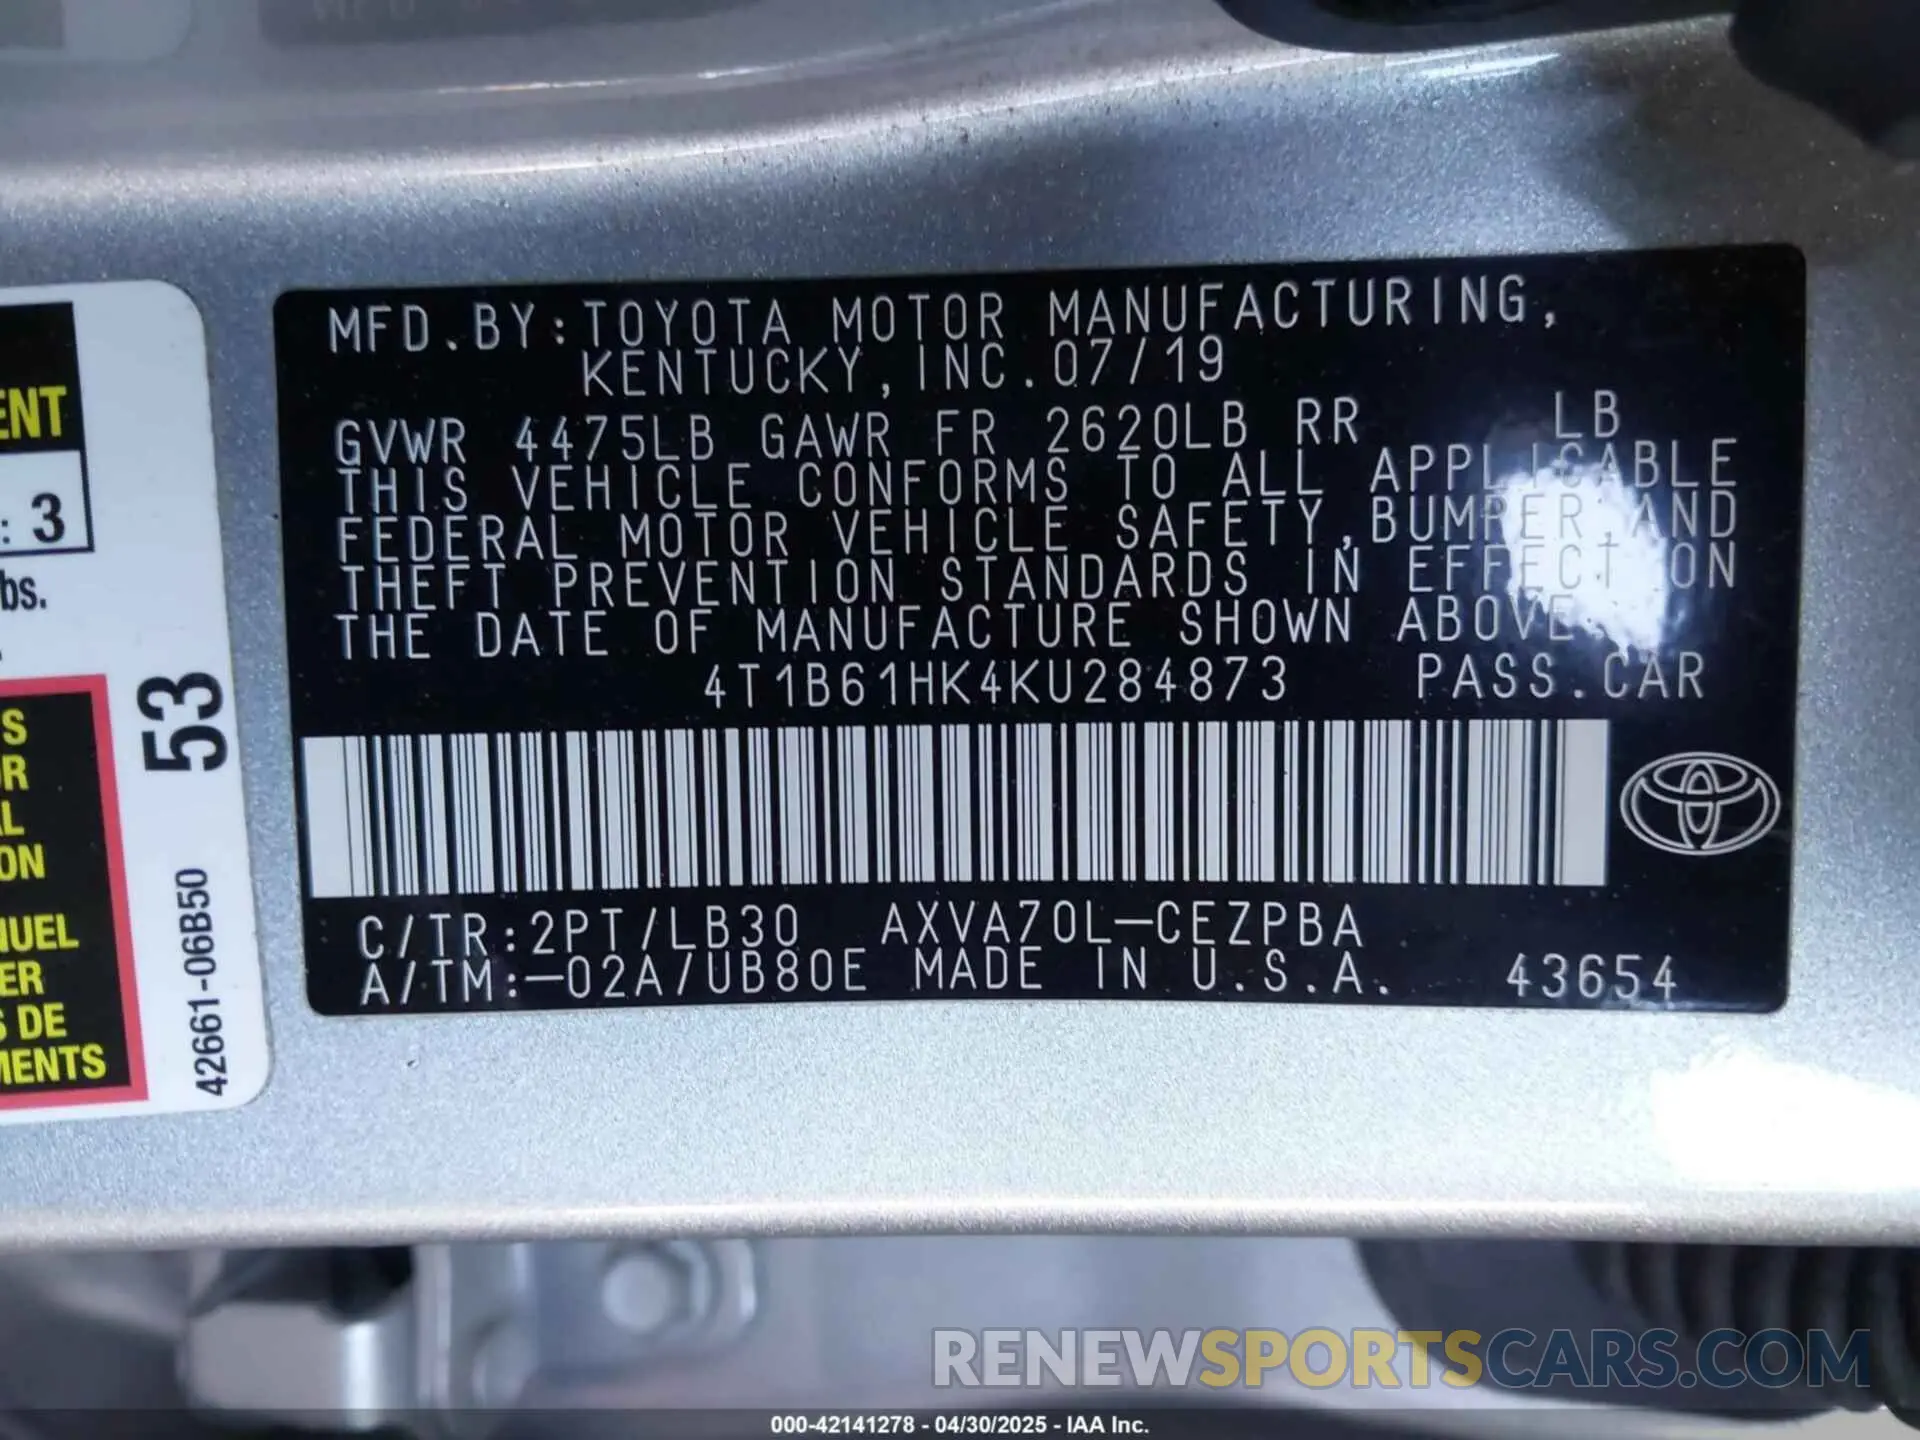 MFD.BY:TOYOTA MOTOR MANUFACTURING,
KENTUCKY,INC.07/19
GVWR 4475LB GAWR FR 2620LB RR LB
THIS VEHICLE CONFORMS TO ALL APPLICABLE
FEDERAL MOTOR VEHICLE SAFETY,BUMPER,AND
THEFT PREVENTION STANDARDS IN EFFECT ON
THE DATE OF MANUFACTURE SHOWN ABOVE.
4T1B61HK4KU284873 PASS.CAR
C/TR:2PT/LB30 AXVA70L-CEZPBA
A/TM:-02A/UB80E MADE IN U.S.A. 43654
ENT
: 3
bs.
53
S
OR
AL
ON
NUEL
ER
S DE
MENTS
42661-06B50
RENEWSPORTSCARS.COM
000-42141278 - 04/30/2025 - IAA Inc.